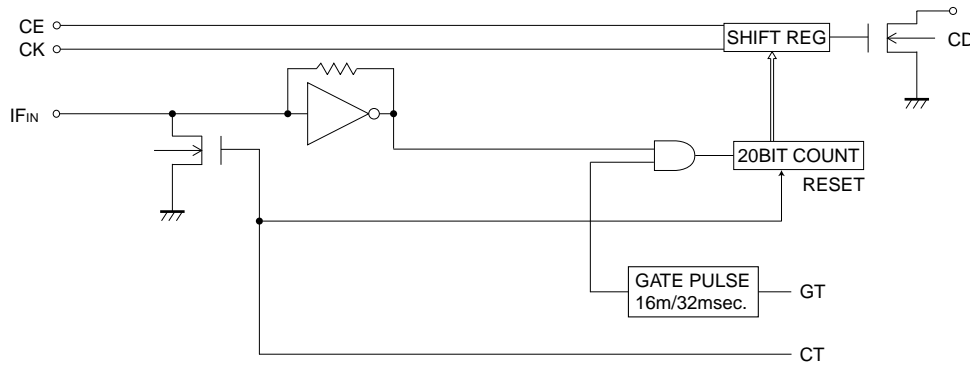 CE
SHIFT REG
CD
CK
IFIN
20BIT COUNT
RESET
GATE PULSE
16m/32msec.
GT
CT